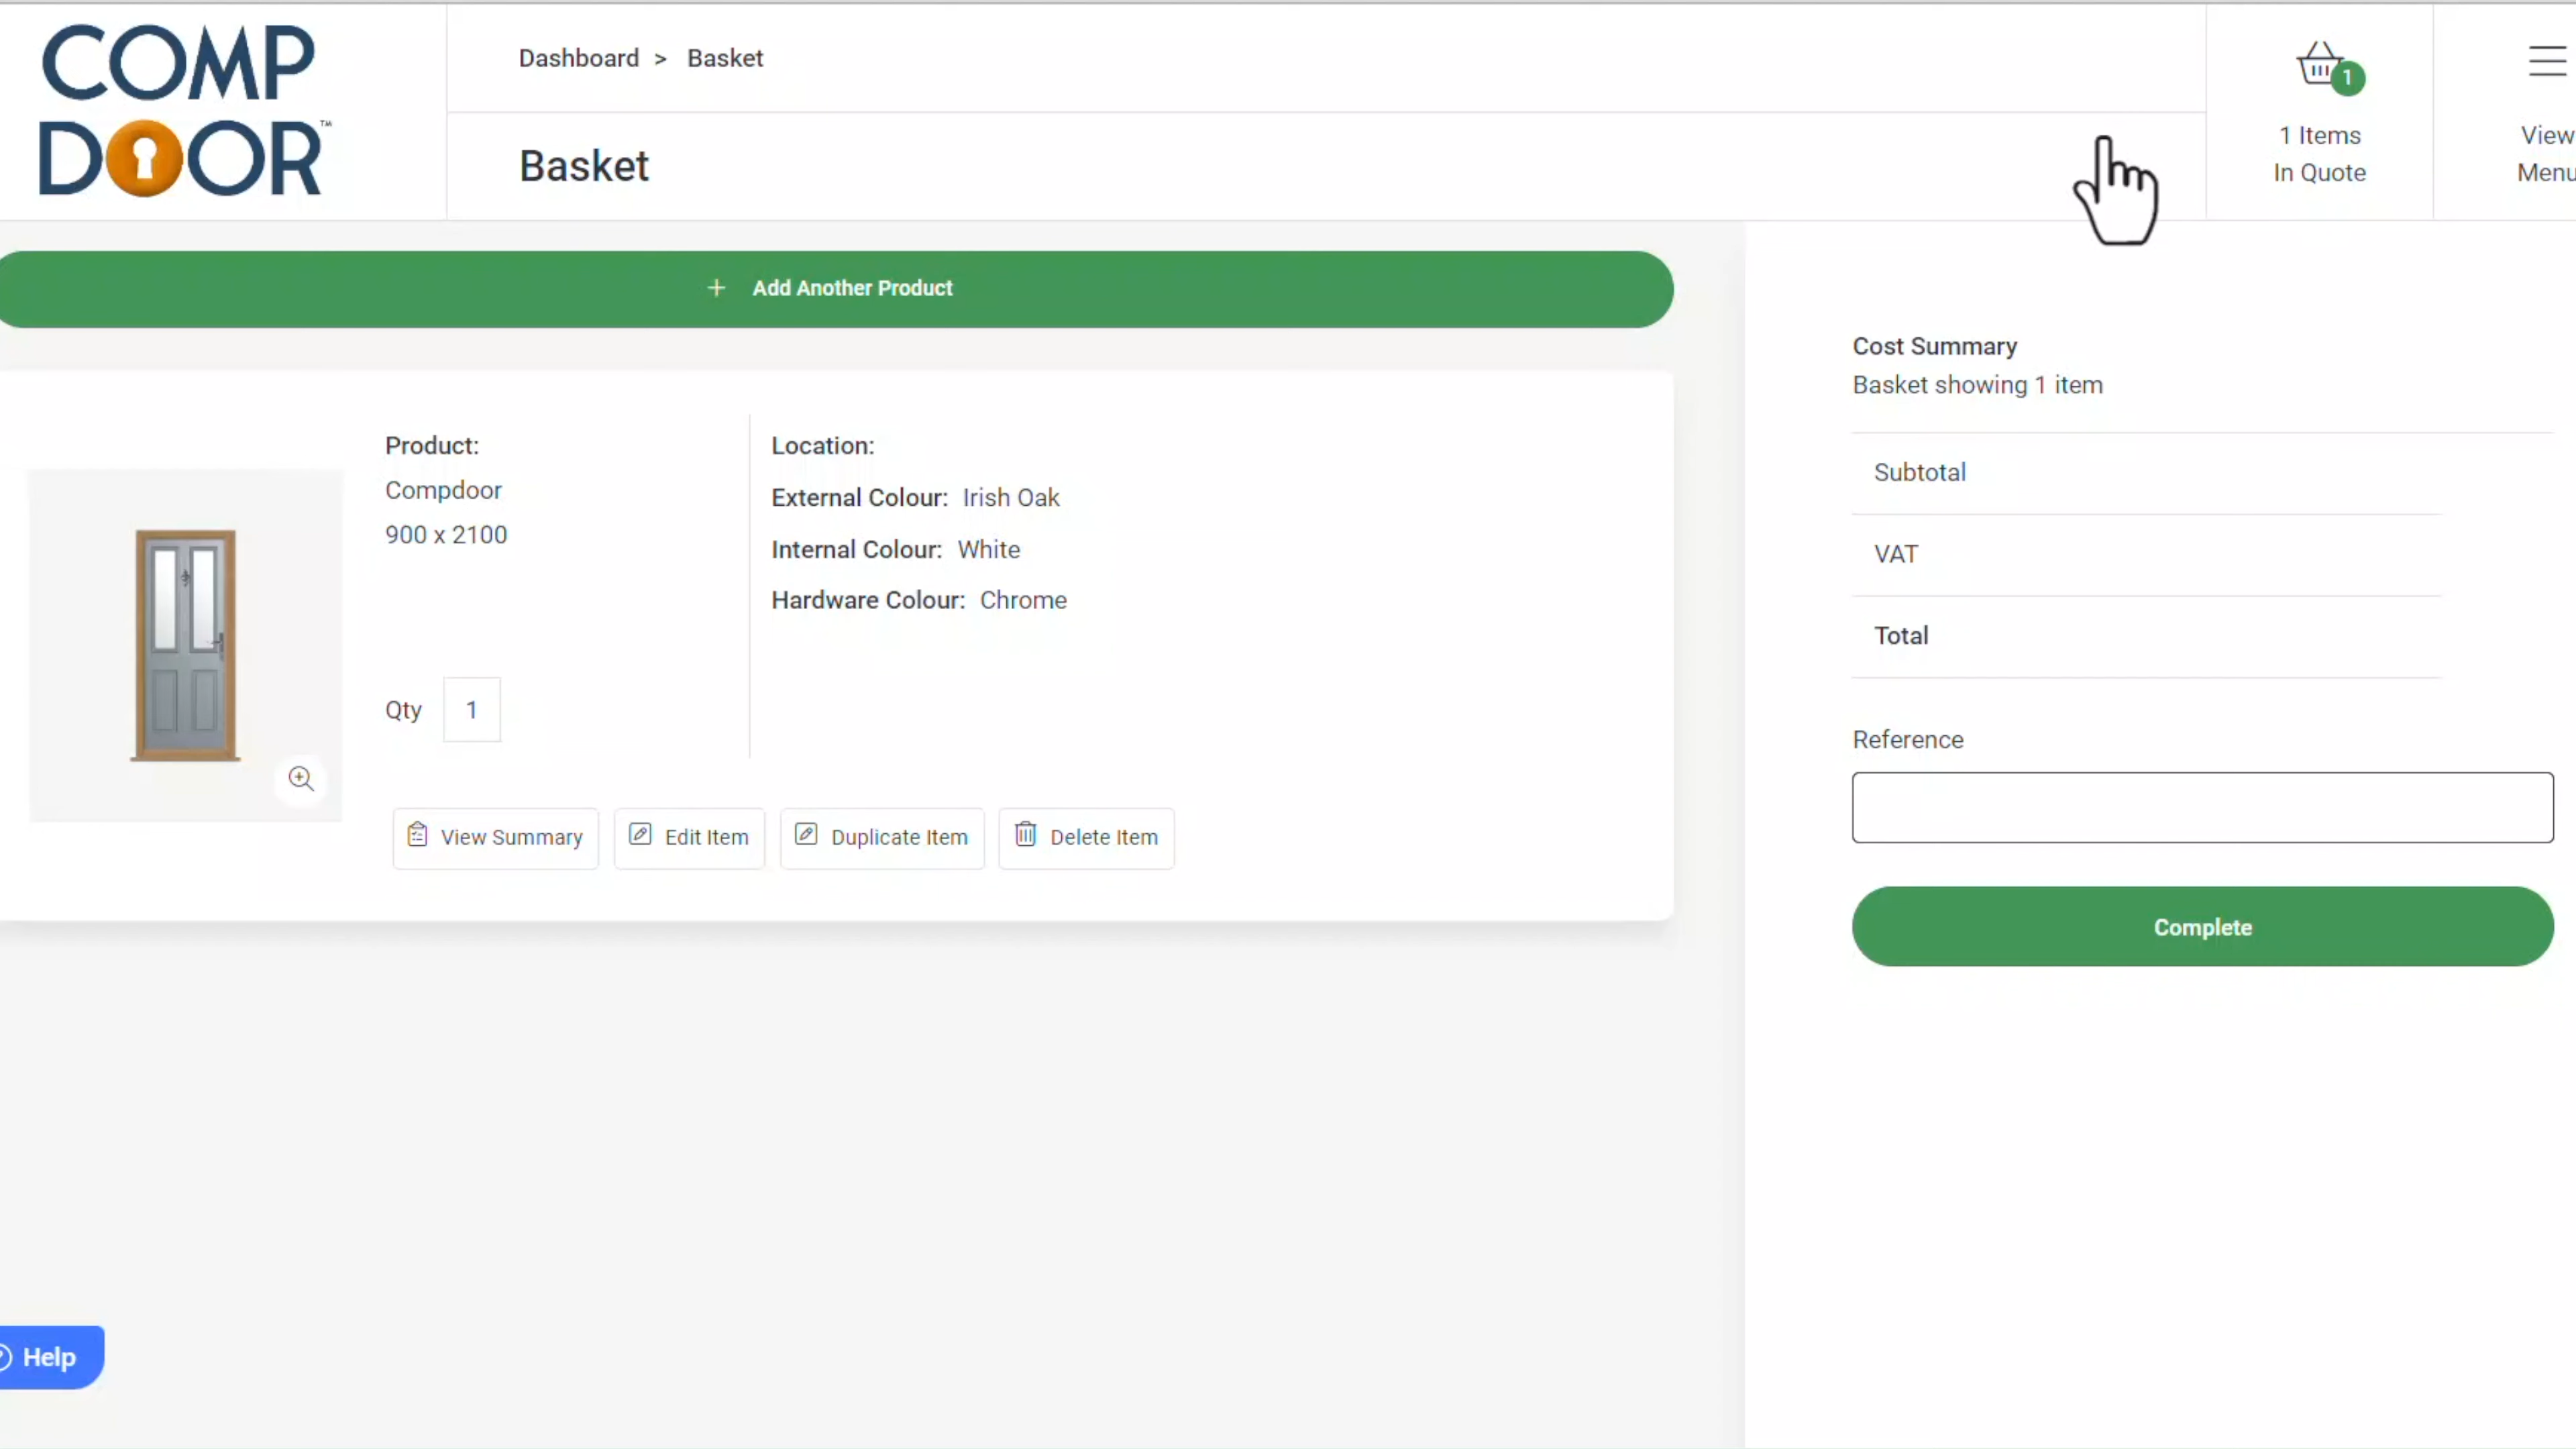 COMP
DOOR™
Dashboard > Basket
Basket
1
1 Items
In Quote
View
Menu
+ Add Another Product
Product:
Compdoor
900 x 2100
Qty 1
Location:
External Colour: Irish Oak
Internal Colour: White
Hardware Colour: Chrome
View Summary
Edit Item
Duplicate Item
Delete Item
Cost Summary
Basket showing 1 item
Subtotal
VAT
Total
Reference
Complete
Help